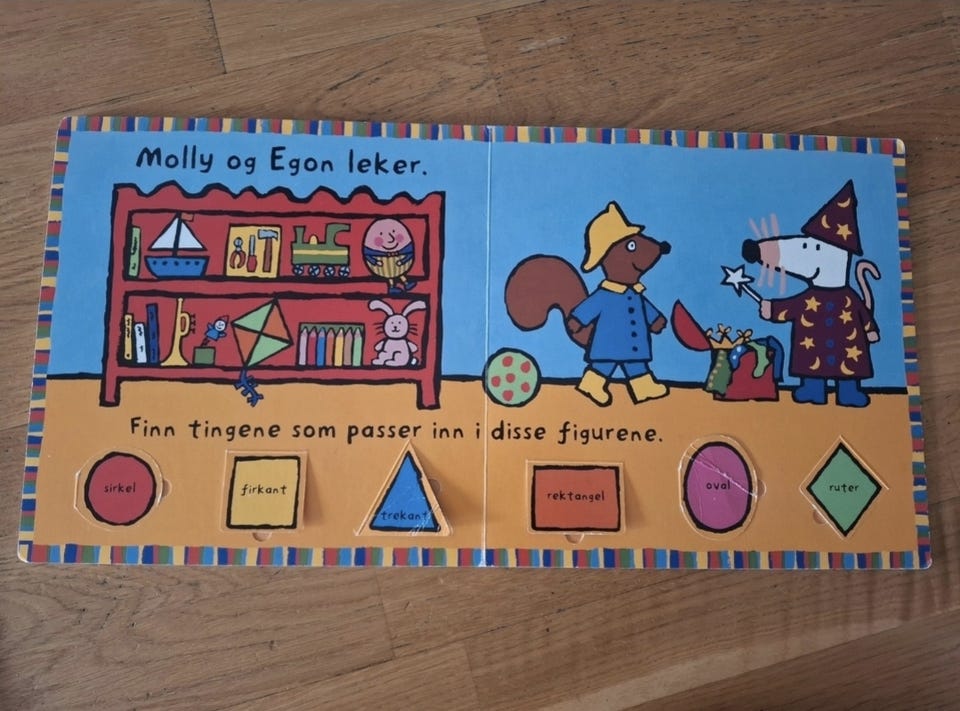 Molly og Egon leker.
Finn tingene som passer inn i disse figurene.
sirkel
firkant
trekant
rektangel
oval
ruter